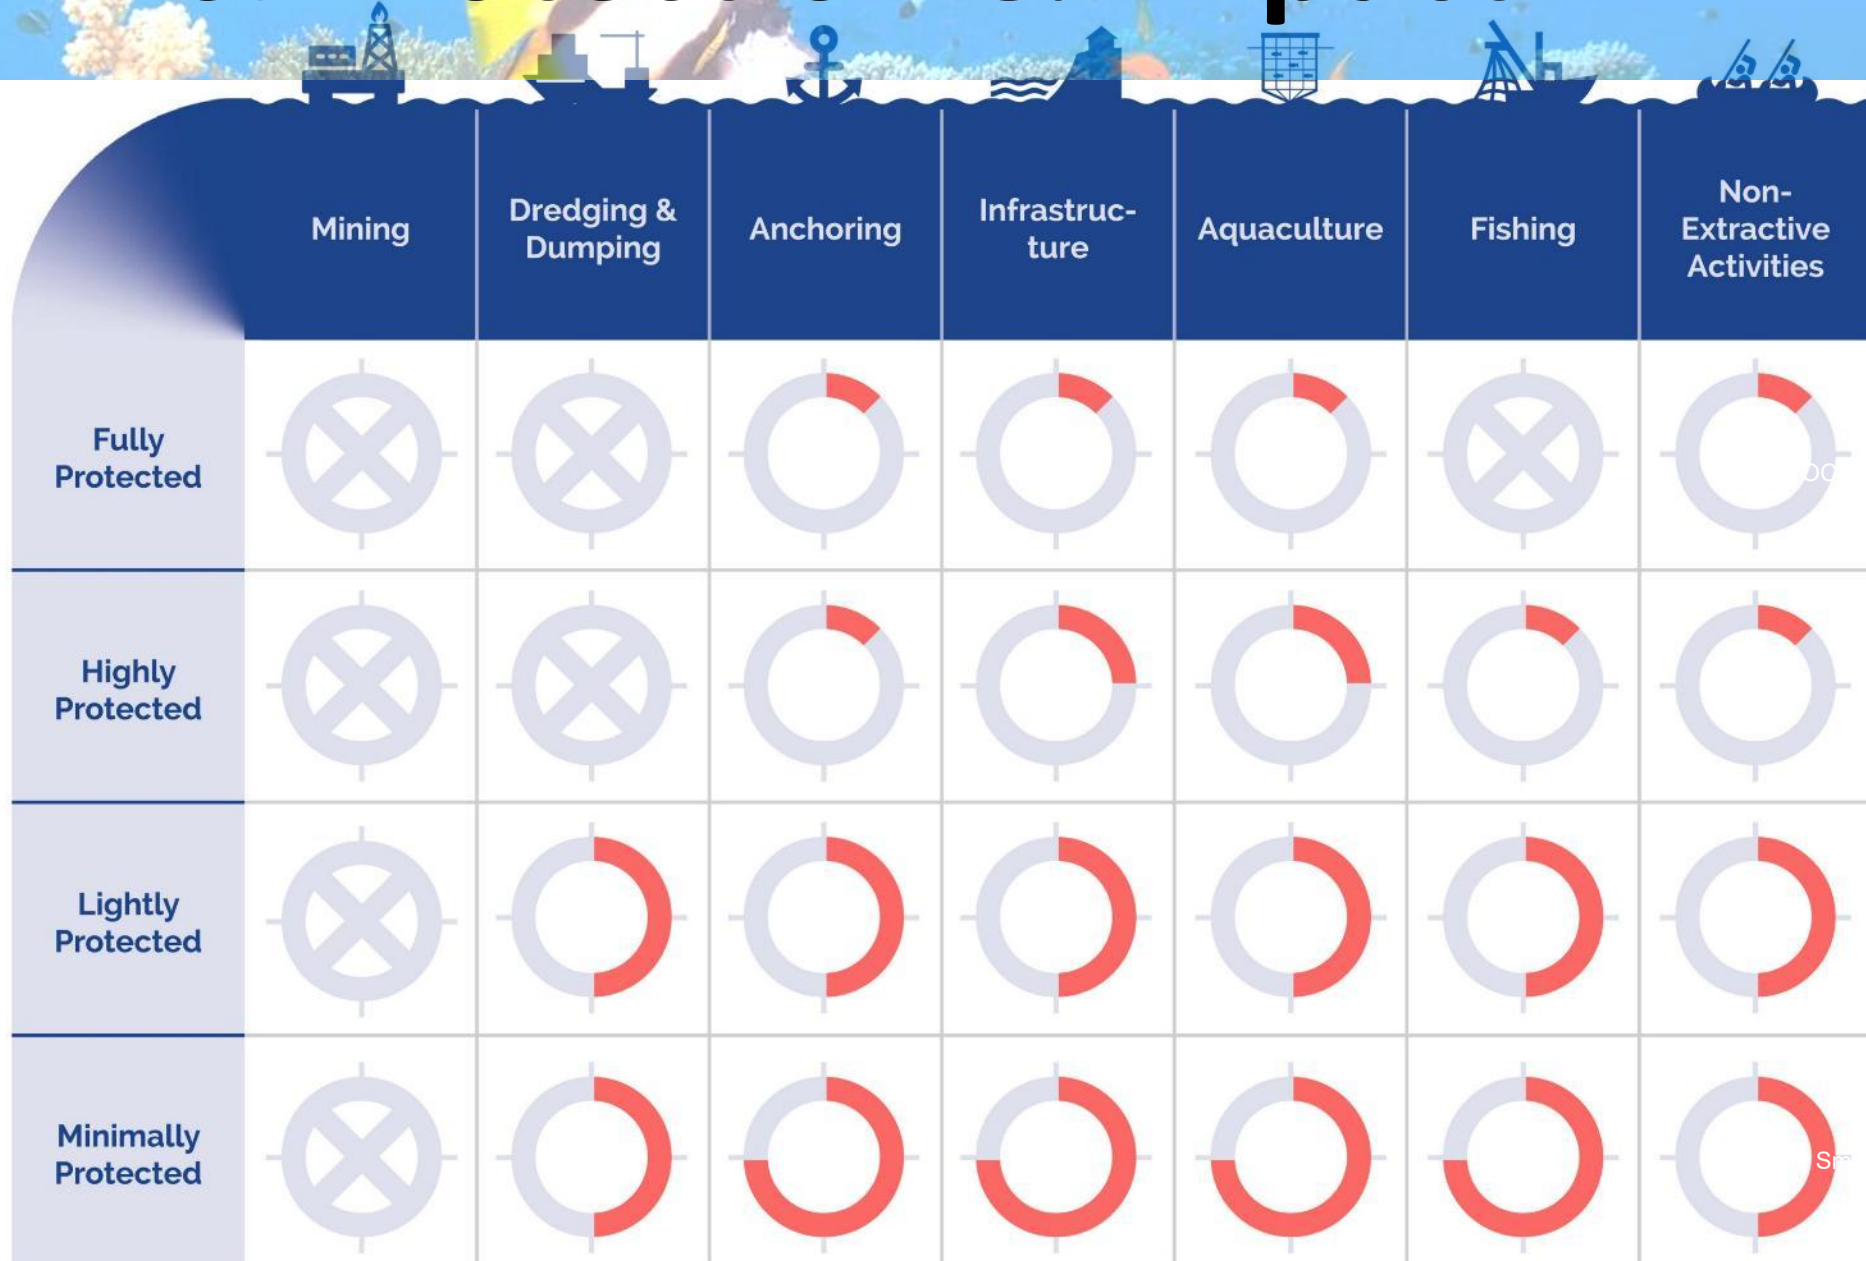 Mining
Dredging &
Dumping
Anchoring
Infrastruc-
ture
Aquaculture
Fishing
Non-
Extractive
Activities
Fully
Protected
Highly
Protected
Lightly
Protected
Minimally
Protected